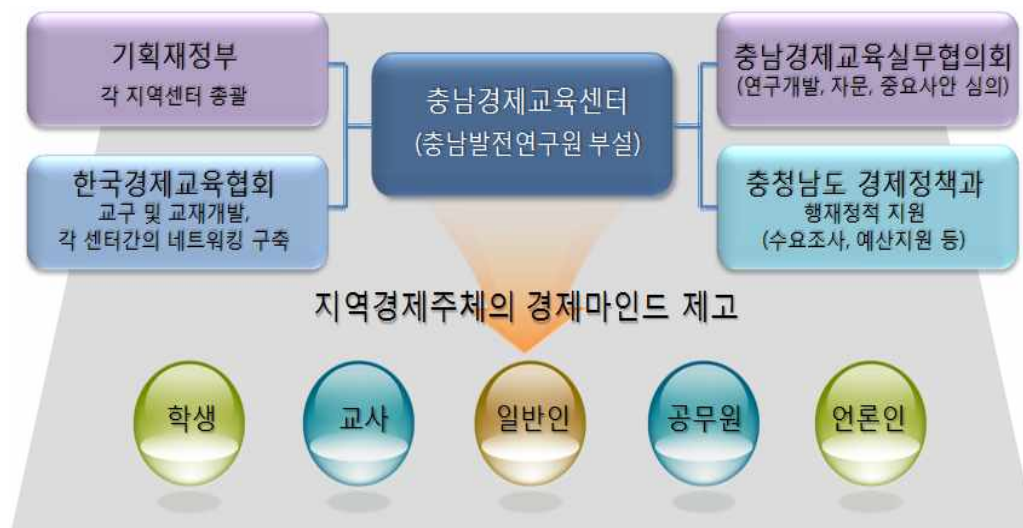 기획재정부
각 지역센터 총괄
한국경제교육협회
교구 및 교재개발,
각 센터간의 네트워킹 구축
충남경제교육센터
(충남발전연구원 부설)
충남경제교육실무협의회
(연구개발, 자문, 중요사안 심의)
충청남도 경제정책과
행재정적 지원
(수요조사, 예산지원 등)
지역경제주체의 경제마인드 제고
학생
교사
일반인
공무원
언론인